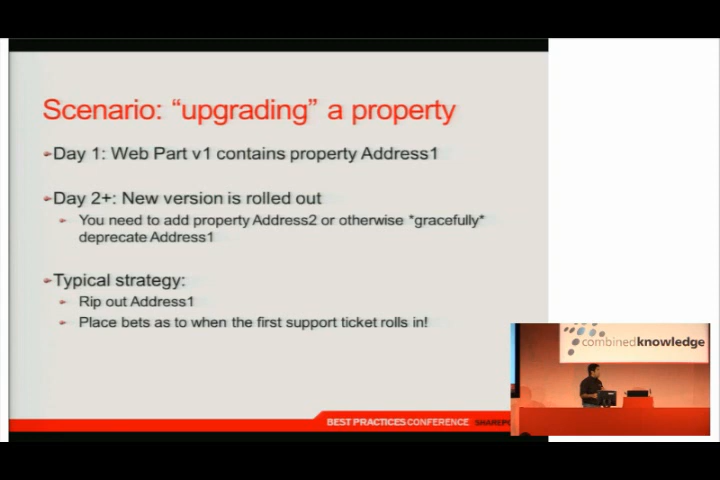 Scenario: “upgrading” a property
Day 1: Web Part v1 contains property Address1
Day 2+: New version is rolled out
You need to add property Address2 or otherwise *gracefully*
deprecate Address1
Typical strategy:
Rip out Address1
Place bets as to when the first support ticket rolls in!
combinedknowledge
BEST PRACTICES CONFERENCE